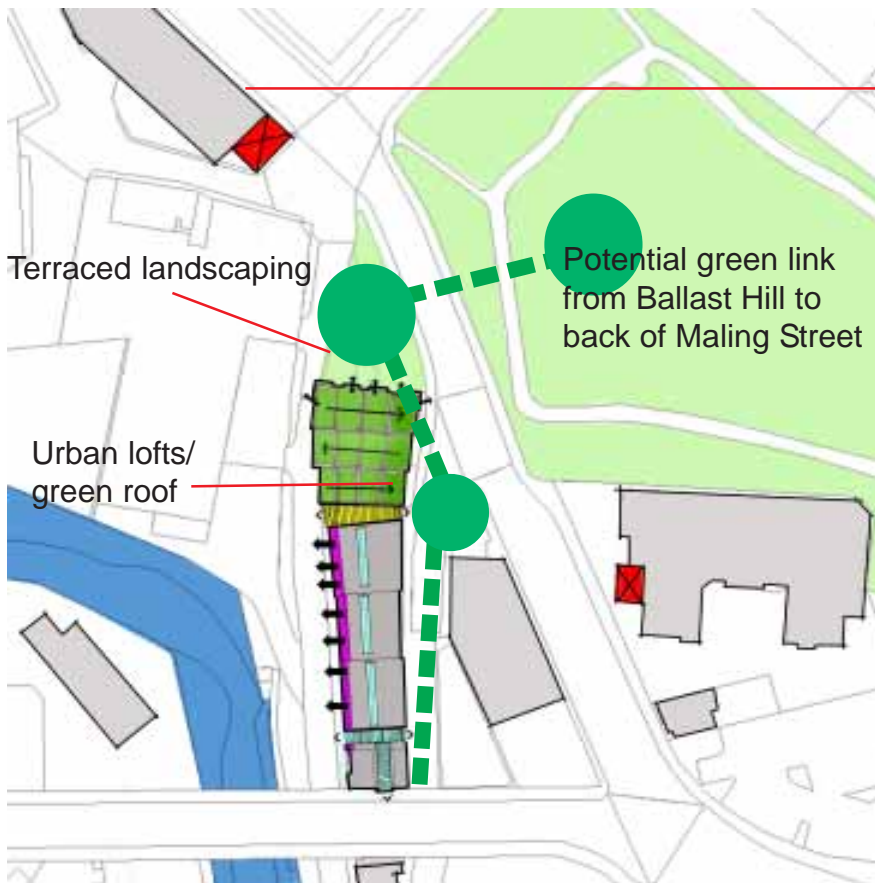 Terraced landscaping
Potential green link
from Ballast Hill to
back of Maling Street
Urban lofts/
green roof